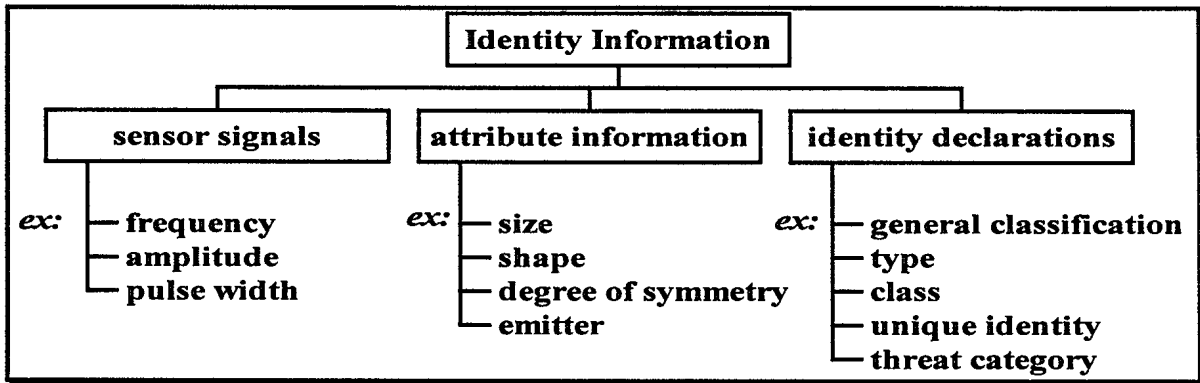 Identity Information
sensor signals
ex:
frequency
amplitude
pulse width
attribute information
ex:
size
shape
degree of symmetry
emitter
identity declarations
ex:
general classification
type
class
unique identity
threat category